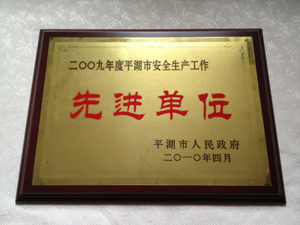 二〇〇九年度平湖市安全生产工作
先进单位
平湖市人民政府
二〇一〇年四月